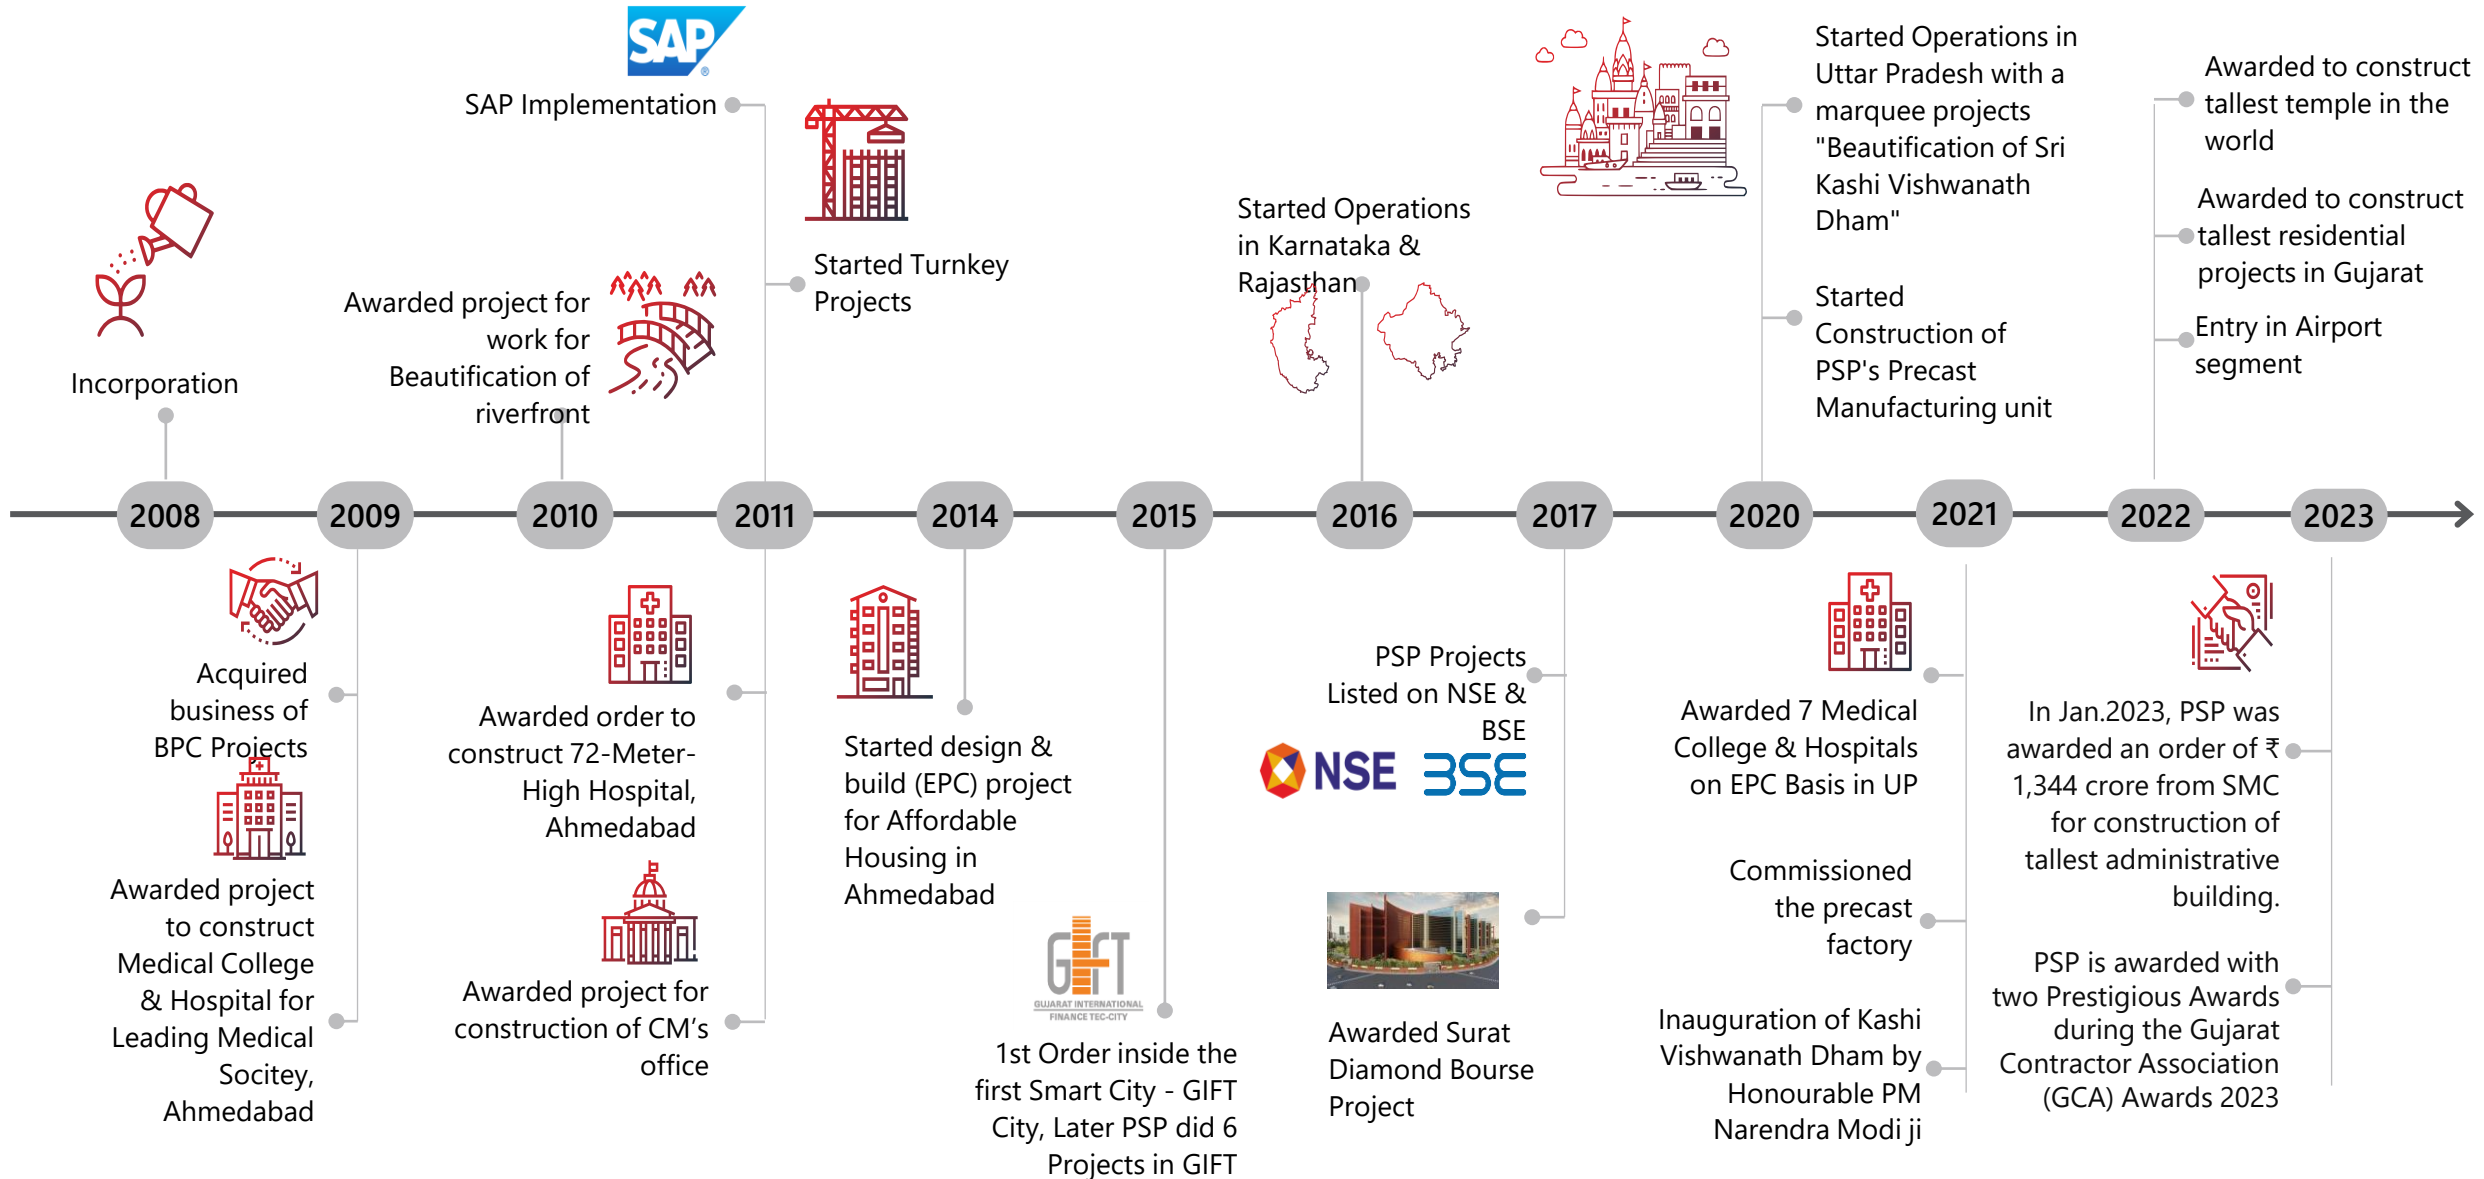 SAP
®
SAP Implementation
Started Turnkey
Projects
Incorporation
Awarded project for
work for
Beautification of
riverfront
Started Operations
in Karnataka &
Rajasthan
Started Operations in
Uttar Pradesh with a
marquee projects
"Beautification of Sri
Kashi Vishwanath
Dham"
Started
Construction of
PSP's Precast
Manufacturing unit
Awarded to construct
tallest temple in the
world
Awarded to construct
tallest residential
projects in Gujarat
Entry in Airport
segment
2008
2009
2010
2011
2014
2015
2016
2017
2020
2021
2022
2023
Acquired
business of
BPC Projects
Awarded project
to construct
Medical College
& Hospital for
Leading Medical
Socitey,
Ahmedabad
Awarded order to
construct 72-Meter-
High Hospital,
Ahmedabad
Awarded project for
construction of CM’s
office
Started design &
build (EPC) project
for Affordable
Housing in
Ahmedabad
GIFT
GUJARAT INTERNATIONAL
FINANCE TEC-CITY
1st Order inside the
first Smart City - GIFT
City, Later PSP did 6
Projects in GIFT
PSP Projects
Listed on NSE &
BSE
NSE
BSE
Awarded Surat
Diamond Bourse
Project
Awarded 7 Medical
College & Hospitals
on EPC Basis in UP
Commissioned
the precast
factory
Inauguration of Kashi
Vishwanath Dham by
Honourable PM
Narendra Modi ji
In Jan.2023, PSP was
awarded an order of ₹
1,344 crore from SMC
for construction of
tallest administrative
building.
PSP is awarded with
two Prestigious Awards
during the Gujarat
Contractor Association
(GCA) Awards 2023